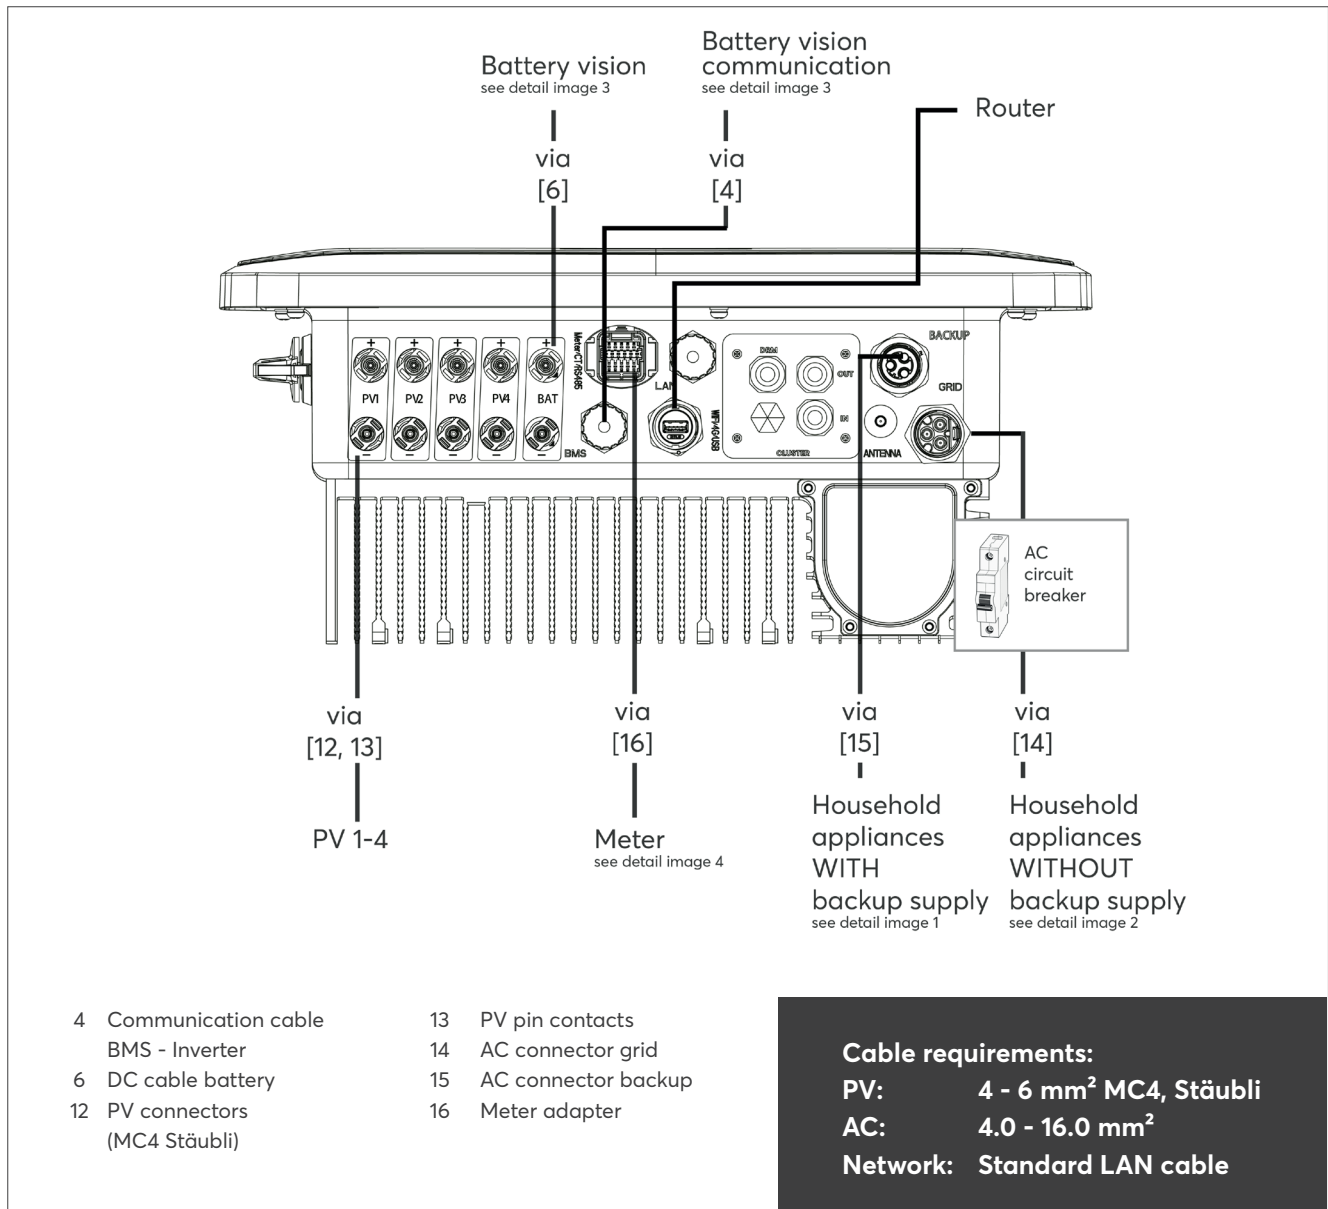 Battery vision
see detail image 3
Battery vision
communication
see detail image 3
Router
via
[6]
via
[4]
Meter/CT/RS485
BACKUP
DRM
OUT
LAN
GRID
PV1
PV2
PV3
PV4
BAT
WIFI/4G/USB
IN
BMS
CLUSTER
ANTENNA
AC
circuit
breaker
via
[12, 13]
via
[16]
via
[15]
via
[14]
PV 1-4
Meter
see detail image 4
Household
appliances
WITH
backup supply
see detail image 1
Household
appliances
WITHOUT
backup supply
see detail image 2
4 Communication cable
BMS - Inverter
6 DC cable battery
12 PV connectors
(MC4 Stäubli)
13 PV pin contacts
14 AC connector grid
15 AC connector backup
16 Meter adapter
Cable requirements:
PV: 4 - 6 mm² MC4, Stäubli
AC: 4.0 - 16.0 mm²
Network: Standard LAN cable